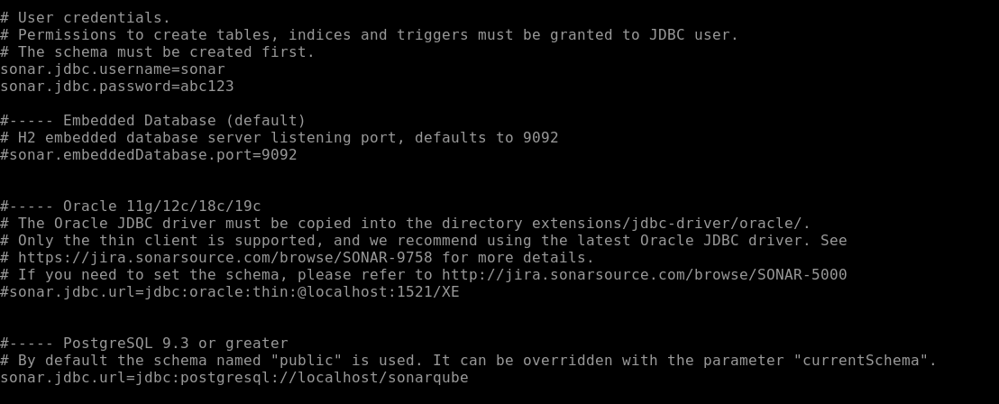 # User credentials.
# Permissions to create tables, indices and triggers must be granted to JDBC user.
# The schema must be created first.
sonar.jdbc.username=sonar
sonar.jdbc.password=abc123
#----- Embedded Database (default)
# H2 embedded database server listening port, defaults to 9092
#sonar.embeddedDatabase.port=9092
#----- Oracle 11g/12c/18c/19c
# The Oracle JDBC driver must be copied into the directory extensions/jdbc-driver/oracle/.
# Only the thin client is supported, and we recommend using the latest Oracle JDBC driver. See
# https://jira.sonarsource.com/browse/SONAR-9758 for more details.
# If you need to set the schema, please refer to http://jira.sonarsource.com/browse/SONAR-5000
#sonar.jdbc.url=jdbc:oracle:thin:@localhost:1521/XE
#----- PostgreSQL 9.3 or greater
# By default the schema named "public" is used. It can be overridden with the parameter "currentSchema".
sonar.jdbc.url=jdbc:postgresql://localhost/sonarqube